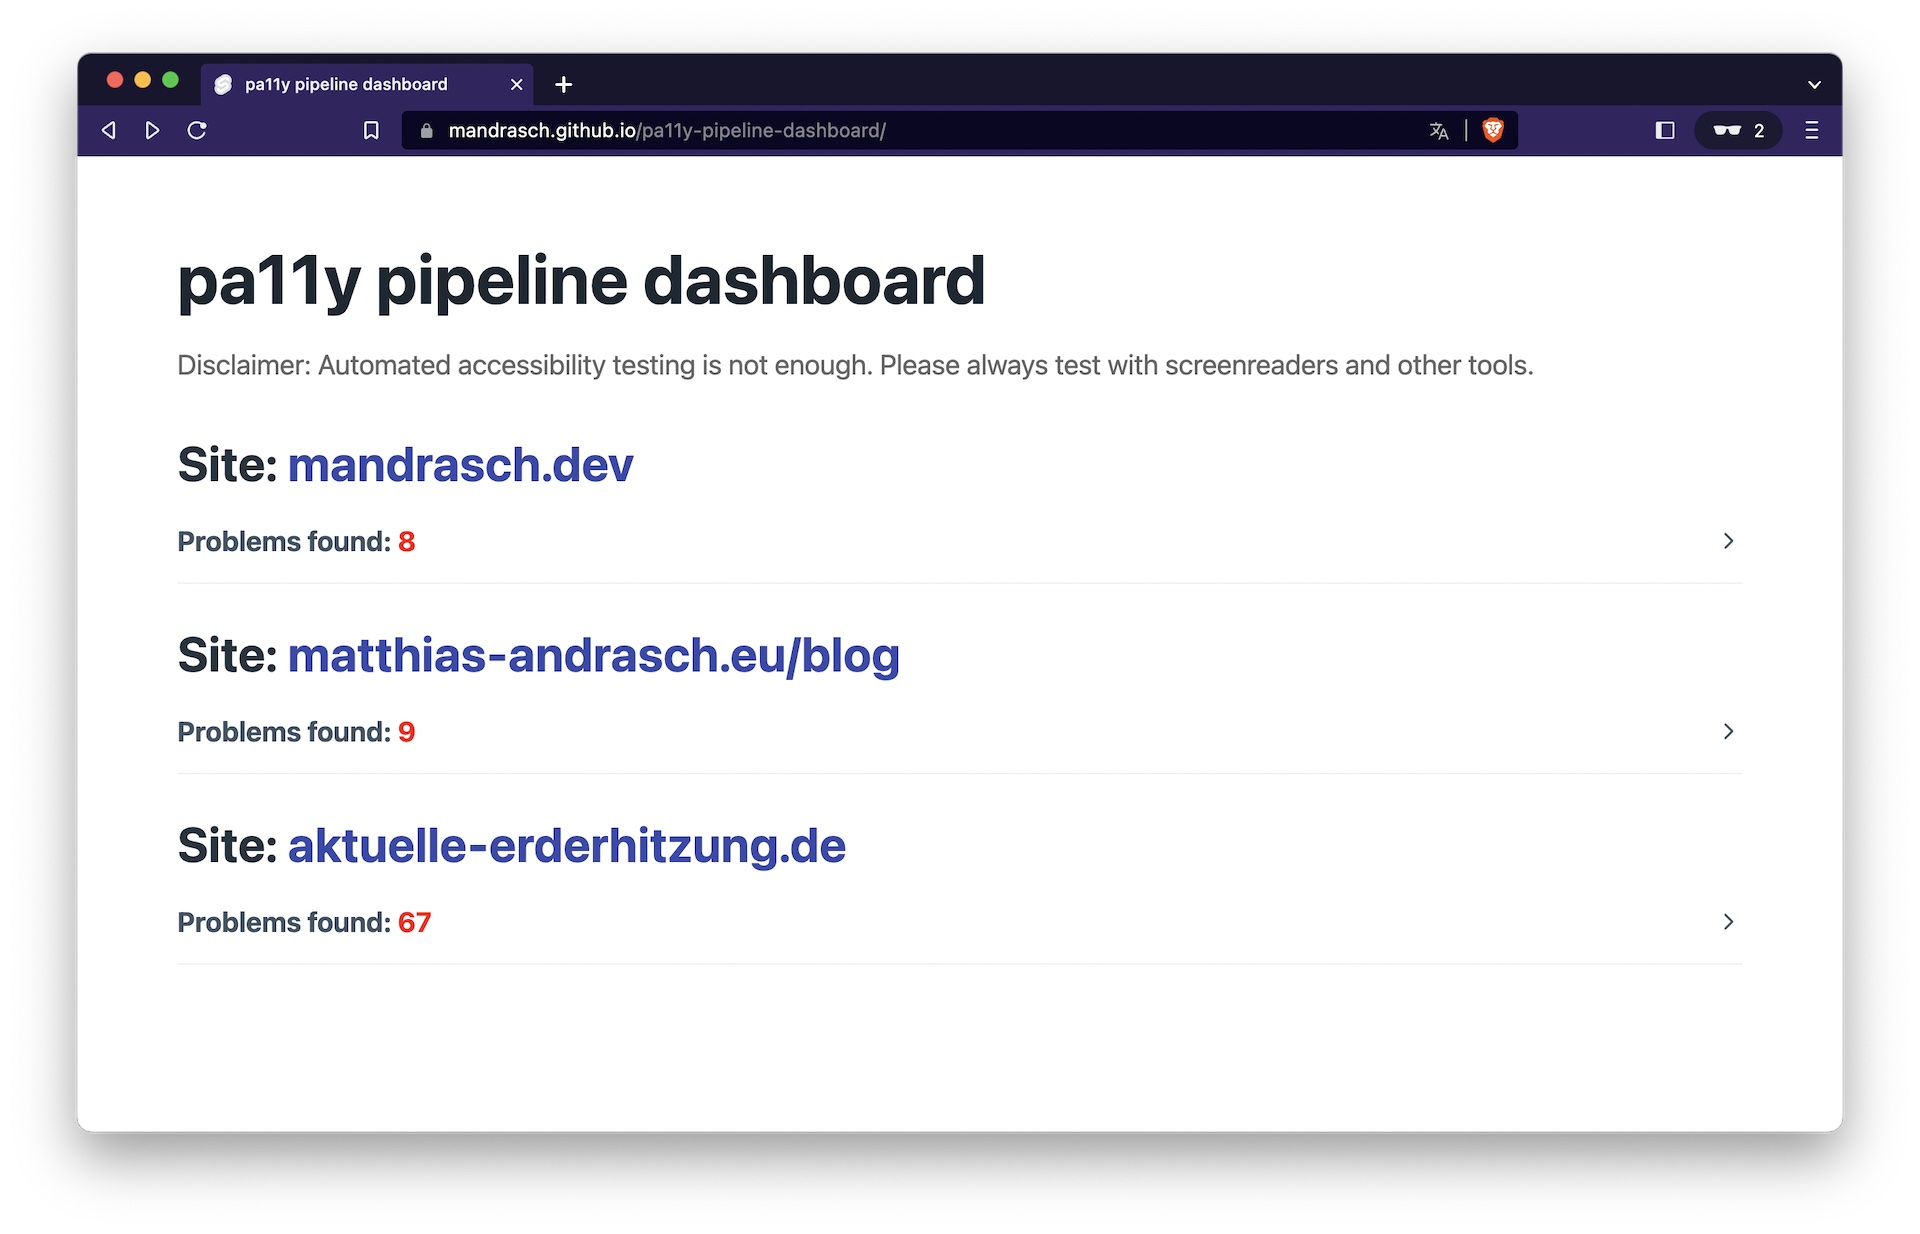 pa11y pipeline dashboard
mandrasch.github.io/pa11y-pipeline-dashboard/
2
pa11y pipeline dashboard
Disclaimer: Automated accessibility testing is not enough. Please always test with screenreaders and other tools.
Site: mandrasch.dev
Problems found: 8
Site: matthias-andrasch.eu/blog
Problems found: 9
Site: aktuelle-erderhitzung.de
Problems found: 67